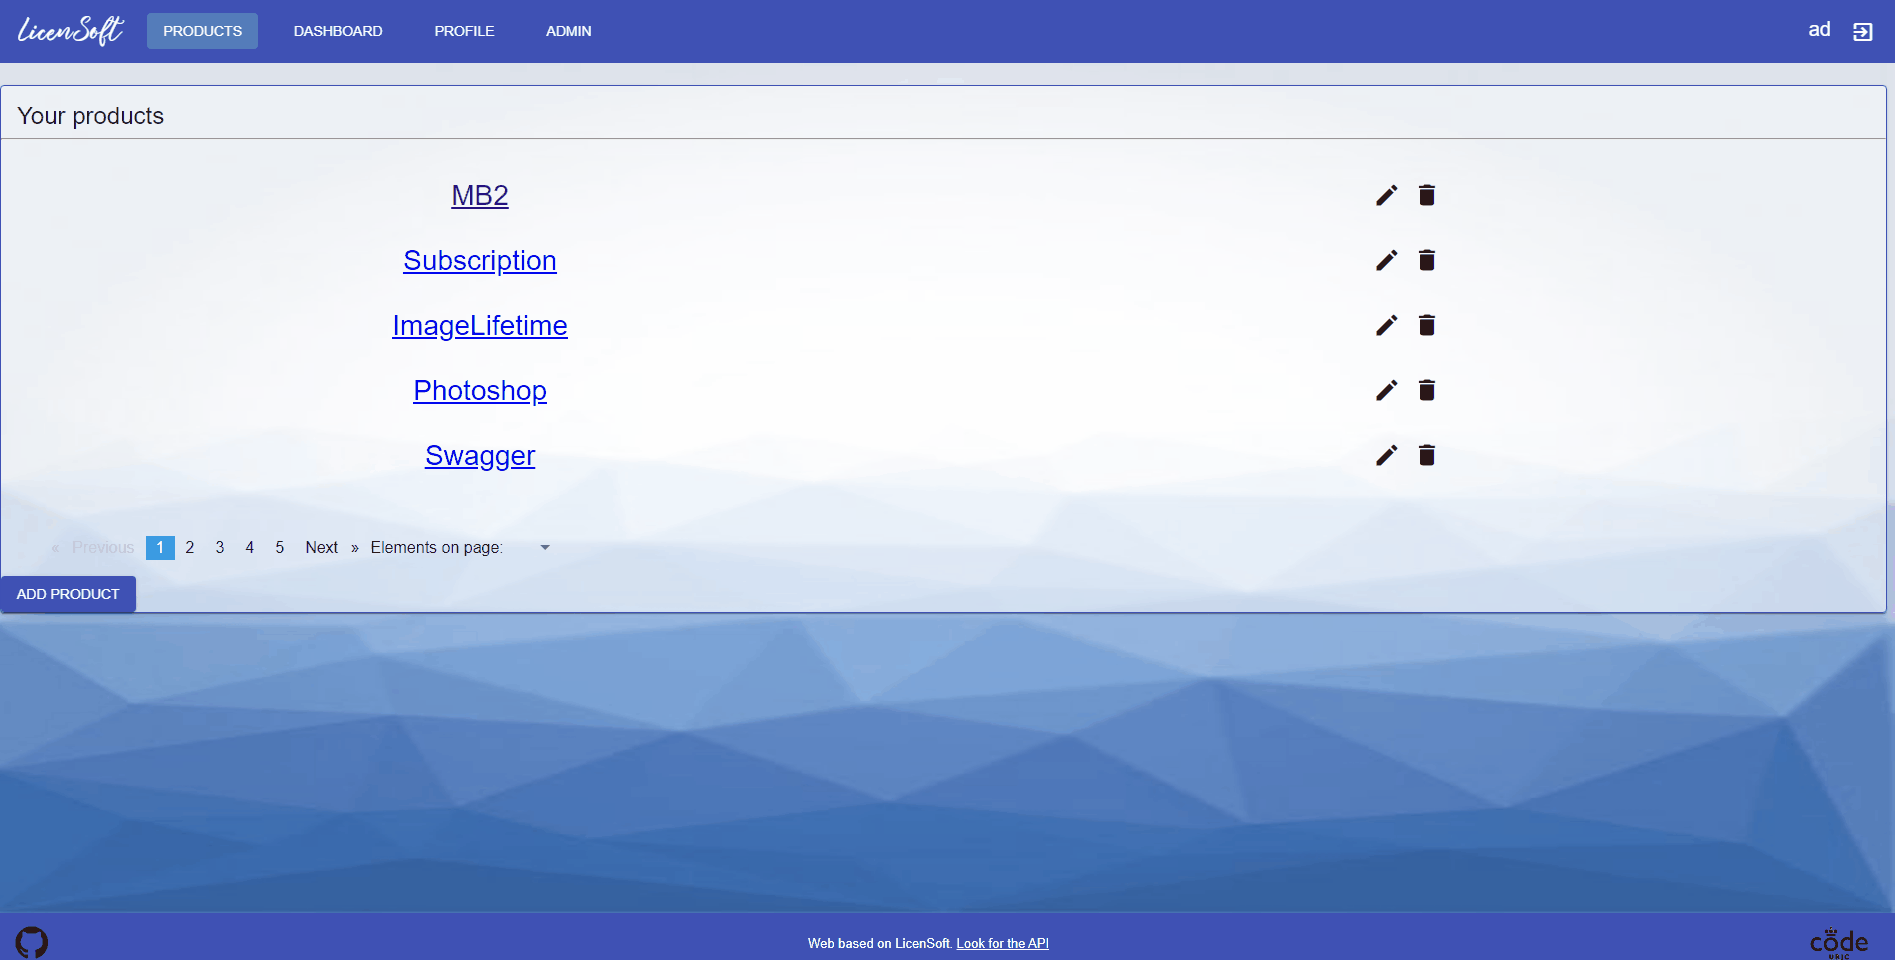 LicenSoft PRODUCTS DASHBOARD PROFILE ADMIN ad
Your products
MB2
Subscription
ImageLifetime
Photoshop
Swagger
« Previous 1 2 3 4 5 Next » Elements on page:
ADD PRODUCT
Web based on LicenSoft. Look for the API
code
URJC